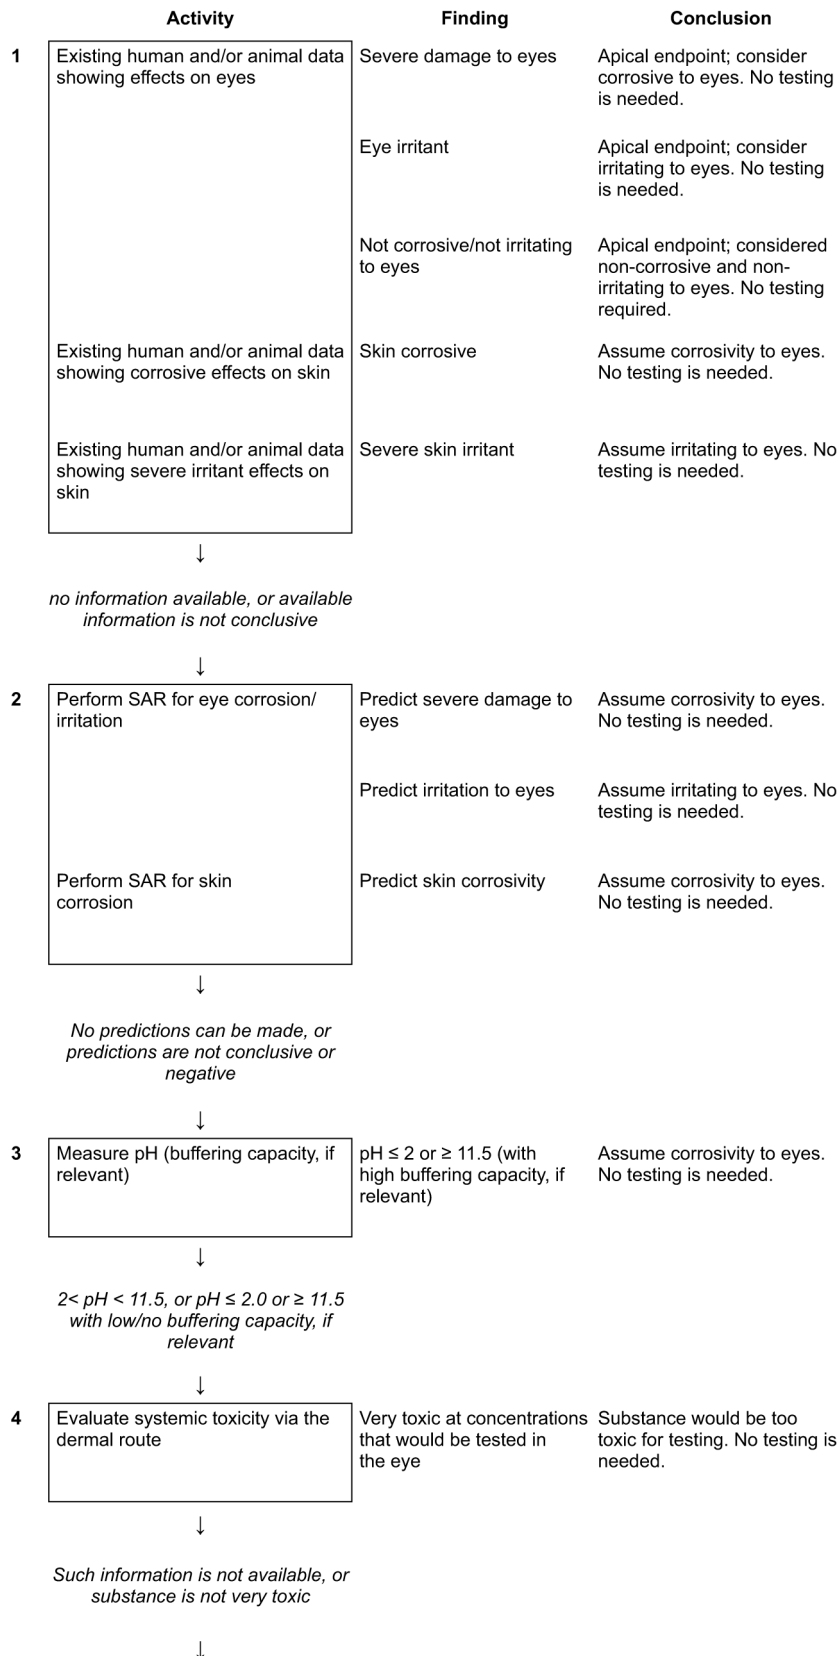 Activity Finding Conclusion
1 Existing human and/or animal data Severe damage to eyes Apical endpoint; consider
showing effects on eyes corrosive to eyes. No testing
is needed.
Eye irritant Apical endpoint; consider
irritating to eyes. No testing
is needed.
Not corrosive/not irritating Apical endpoint; considered
to eyes non-corrosive and non-
irritating to eyes. No testing
required.
Existing human and/or animal data Skin corrosive Assume corrosivity to eyes.
showing corrosive effects on skin No testing is needed.
Existing human and/or animal data Severe skin irritant Assume irritating to eyes. No
showing severe irritant effects on testing is needed.
skin
↓
no information available, or available
information is not conclusive
↓
2 Perform SAR for eye corrosion/ Predict severe damage to Assume corrosivity to eyes.
irritation eyes No testing is needed.
Predict irritation to eyes Assume irritating to eyes. No
testing is needed.
Perform SAR for skin Predict skin corrosivity Assume corrosivity to eyes.
corrosion No testing is needed.
↓
No predictions can be made, or
predictions are not conclusive or
negative
↓
3 Measure pH (buffering capacity, if pH ≤ 2 or ≥ 11.5 (with Assume corrosivity to eyes.
relevant) high buffering capacity, if No testing is needed.
relevant)
↓
2< pH < 11.5, or pH ≤ 2.0 or ≥ 11.5
with low/no buffering capacity, if
relevant
↓
4 Evaluate systemic toxicity via the Very toxic at concentrations Substance would be too
dermal route that would be tested in toxic for testing. No testing is
the eye needed.
↓
Such information is not available, or
substance is not very toxic
↓